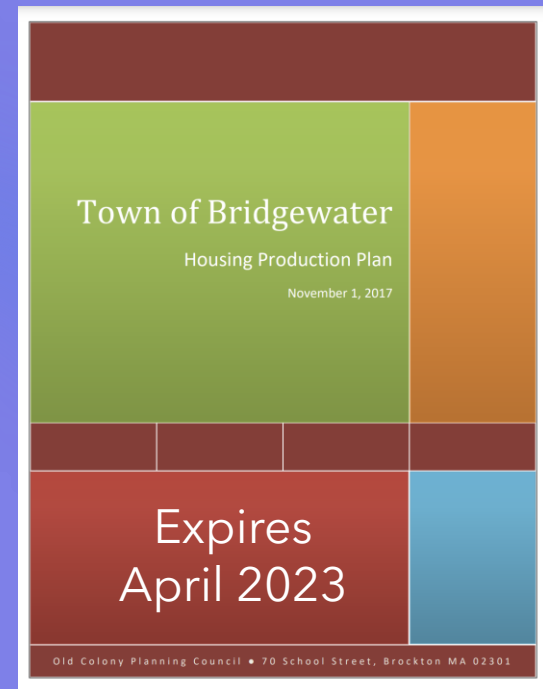 Town of Bridgewater
Housing Production Plan
November 1, 2017
Expires
April 2023
Old Colony Planning Council ● 70 School Street, Brockton MA 02301